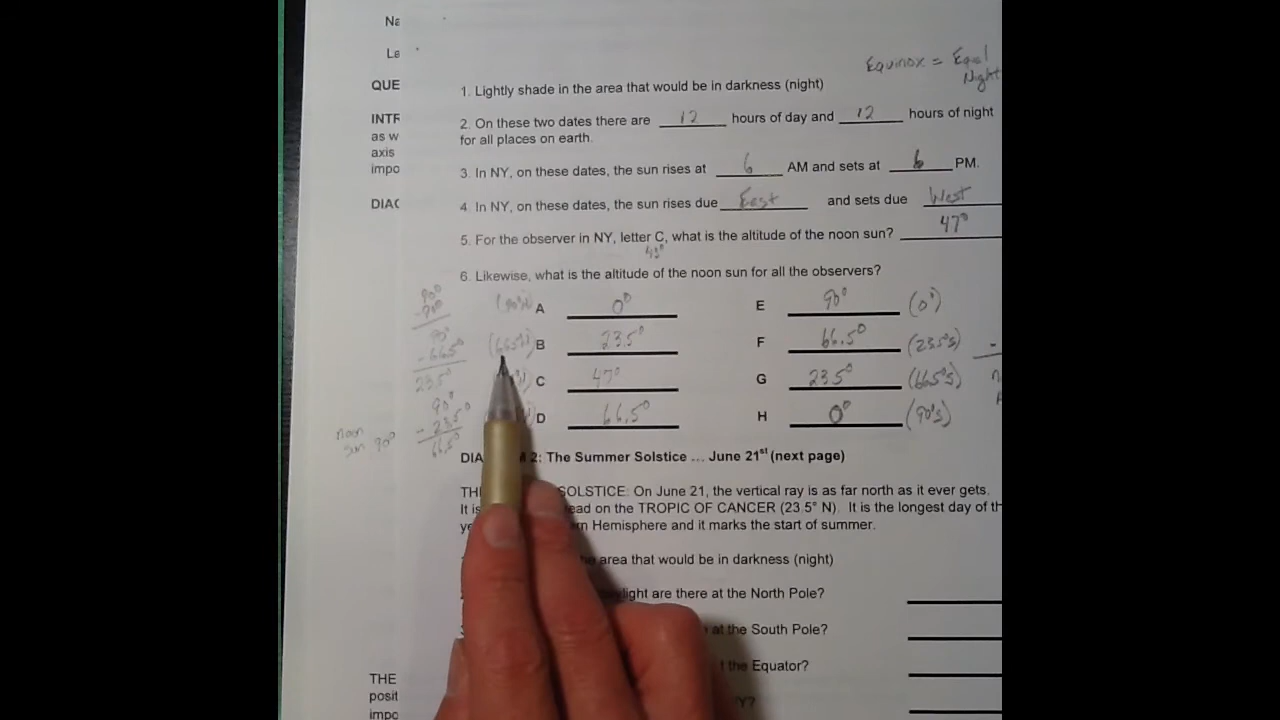 Na
La
Equinox = Equal
Night
QUE
1. Lightly shade in the area that would be in darkness (night)
INTR
2. On these two dates there are 12 hours of day and 12 hours of night
as w
for all places on earth.
axis
impo
3. In NY, on these dates, the sun rises at 6 AM and sets at 6 PM.
DIAG
4. In NY, on these dates, the sun rises due East and sets due West
5. For the observer in NY, letter C, what is the altitude of the noon sun? 47°
43°
6. Likewise, what is the altitude of the noon sun for all the observers?
90°
-90°
(90°N) A 0° E 90° (0°)
90°
-66.5°
23.5°
(66.5°N) B 23.5° F 66.5° (23.5°S)
C 47° G 23.5° (66.5°S)
90°
- 23.5°
66.5°
D 66.5° H 0° (90°S)
noon
sun 90°
2: The Summer Solstice ... June 21st (next page)
SOLSTICE: On June 21, the vertical ray is as far north as it ever gets.
It is ead on the TROPIC OF CANCER (23.5° N). It is the longest day of th
ye rn Hemisphere and it marks the start of summer.
he area that would be in darkness (night)
aylight are there at the North Pole?
at the South Pole?
t the Equator?
THE
posit
NY?
impo